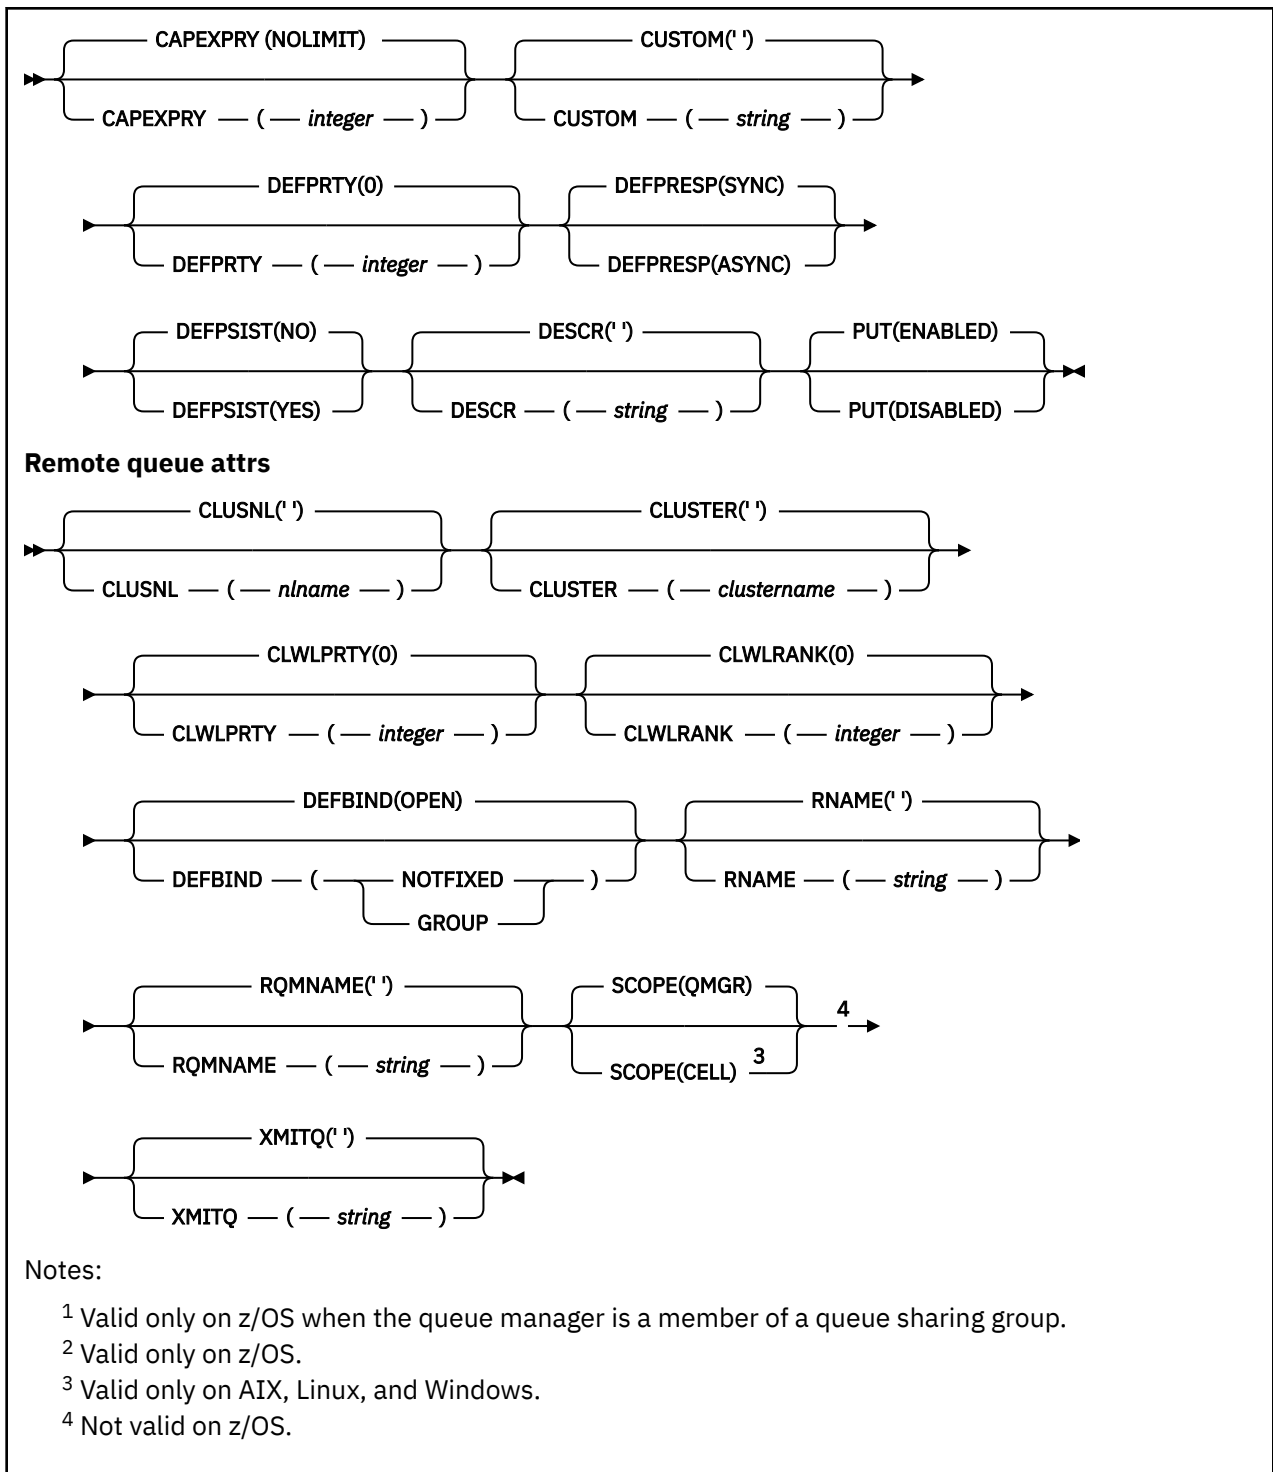 CAPEXPRY (NOLIMIT) CUSTOM(' ')
CAPEXPRY ( integer ) CUSTOM ( string )
DEFPRTY(0) DEFPRESP(SYNC)
DEFPRTY ( integer ) DEFPRESP(ASYNC)
DEFPSIST(NO) DESCR(' ') PUT(ENABLED)
DEFPSIST(YES) DESCR ( string ) PUT(DISABLED)
Remote queue attrs
CLUSNL(' ') CLUSTER(' ')
CLUSNL ( nlname ) CLUSTER ( clustername )
CLWLPRTY(0) CLWLRANK(0)
CLWLPRTY ( integer ) CLWLRANK ( integer )
DEFBIND(OPEN) RNAME(' ')
DEFBIND ( NOTFIXED ) RNAME ( string )
GROUP
RQMNAME(' ') SCOPE(QMGR) 4
RQMNAME ( string ) SCOPE(CELL) 3
XMITQ(' ')
XMITQ ( string )
Notes:
1 Valid only on z/OS when the queue manager is a member of a queue sharing group.
2 Valid only on z/OS.
3 Valid only on AIX, Linux, and Windows.
4 Not valid on z/OS.